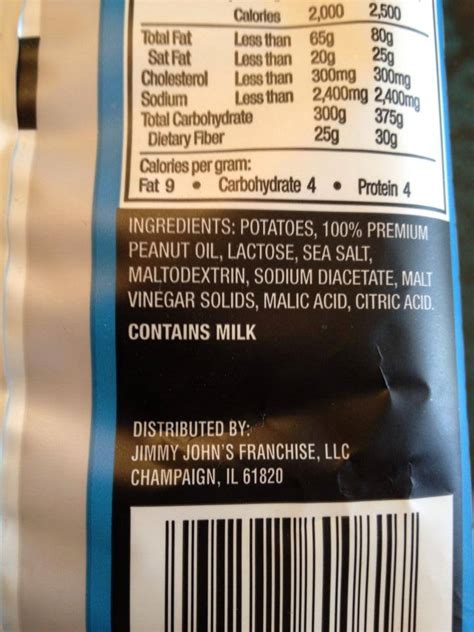 Calories 2,000 2,500
Total Fat Less than 65g 80g
Sat Fat Less than 20g 25g
Cholesterol Less than 300mg 300mg
Sodium Less than 2,400mg 2,400mg
Total Carbohydrate 300g 375g
Dietary Fiber 25g 30g
Calories per gram:
Fat 9 • Carbohydrate 4 • Protein 4
INGREDIENTS: POTATOES, 100% PREMIUM
PEANUT OIL, LACTOSE, SEA SALT,
MALTODEXTRIN, SODIUM DIACETATE, MALT
VINEGAR SOLIDS, MALIC ACID, CITRIC ACID.
CONTAINS MILK
DISTRIBUTED BY:
JIMMY JOHN'S FRANCHISE, LLC
CHAMPAIGN, IL 61820